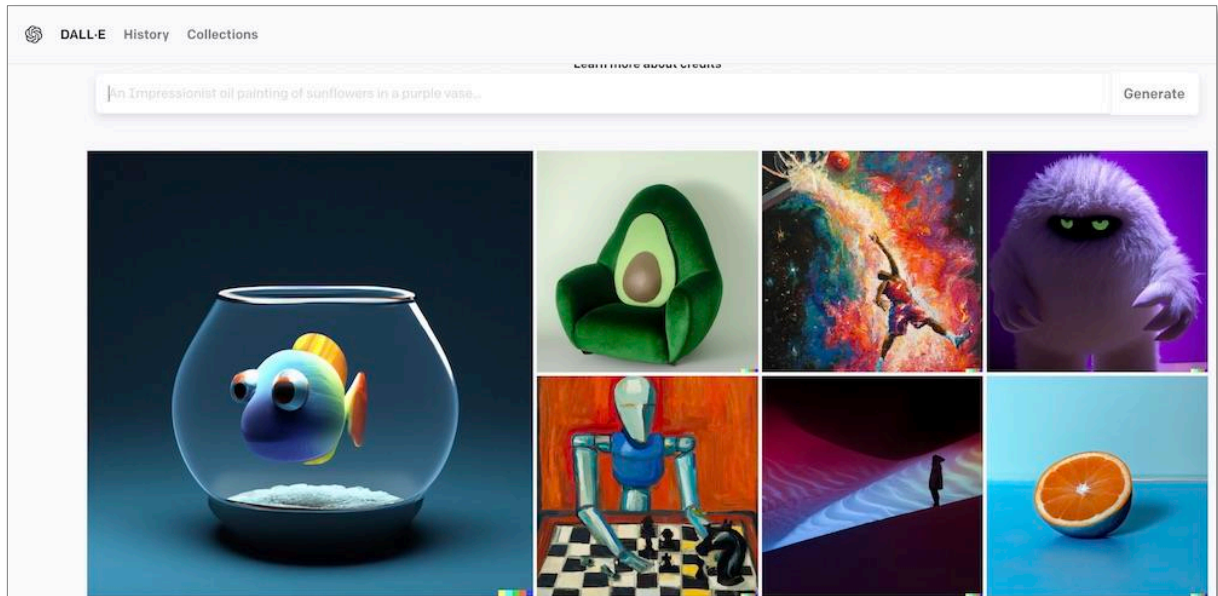 DALL·E History Collections
Learn more about credits
An Impressionist oil painting of sunflowers in a purple vase...
Generate